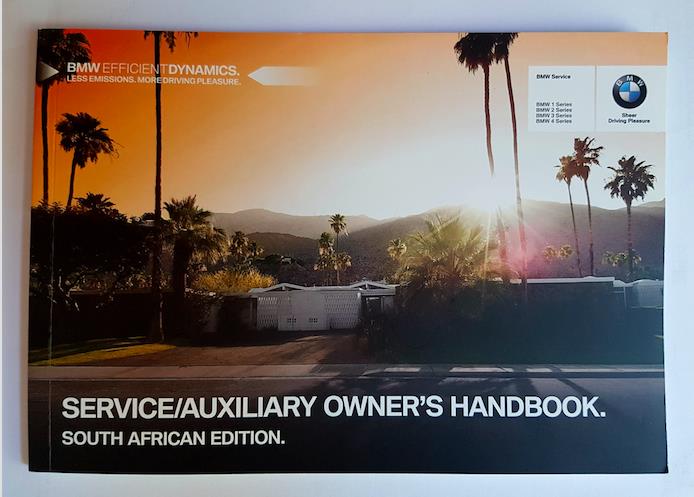 BMW EFFICIENTDYNAMICS.
LESS EMISSIONS. MORE DRIVING PLEASURE.
BMW Service
BMW 1 Series
BMW 2 Series
BMW 3 Series
BMW 4 Series
BMW
Sheer
Driving Pleasure
SERVICE/AUXILIARY OWNER'S HANDBOOK.
SOUTH AFRICAN EDITION.